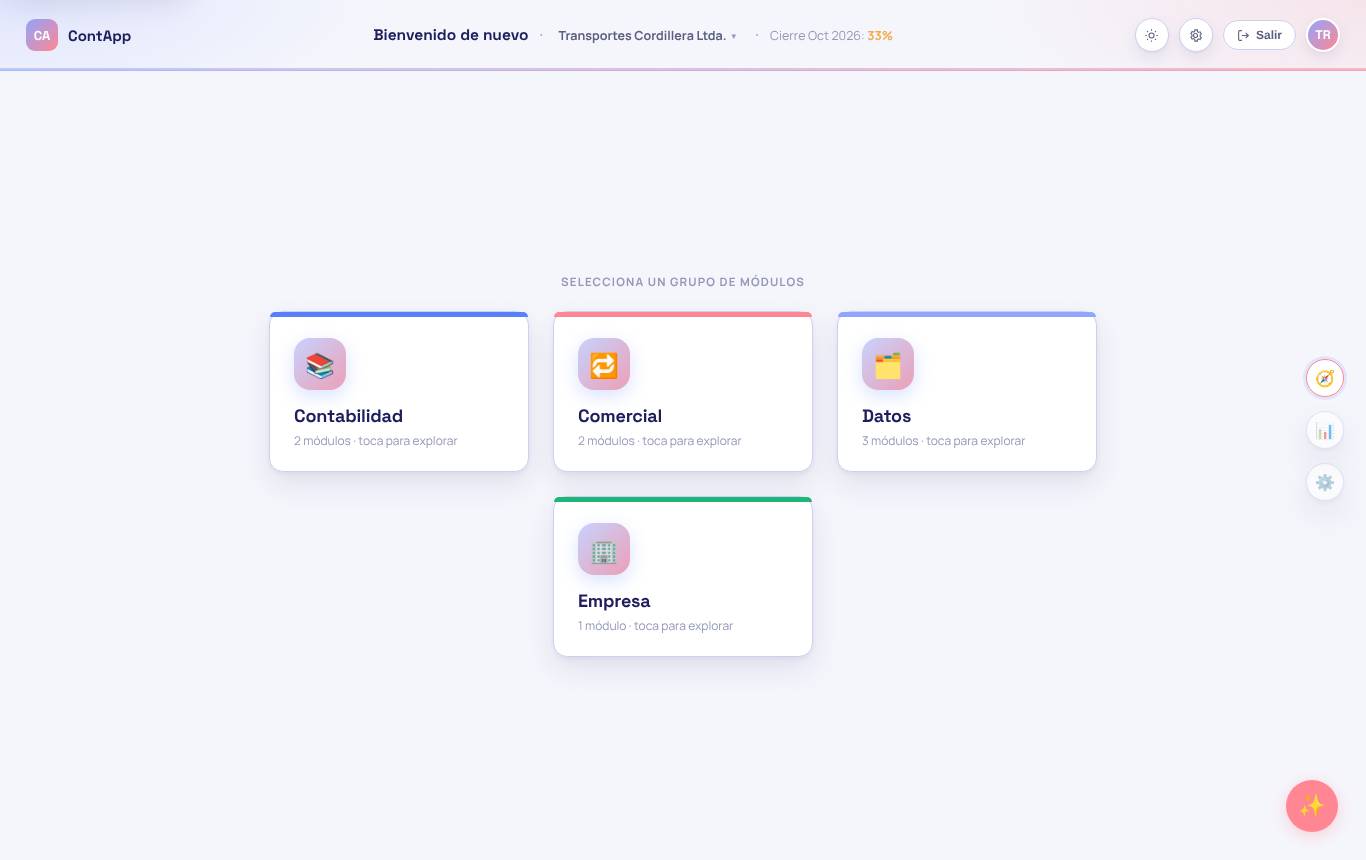 CA ContApp
Bienvenido de nuevo · Transportes Cordillera Ltda. ▾ · Cierre Oct 2026: 33%
Salir
TR
SELECCIONA UN GRUPO DE MÓDULOS
Contabilidad
2 módulos · toca para explorar
Comercial
2 módulos · toca para explorar
Datos
3 módulos · toca para explorar
Empresa
1 módulo · toca para explorar